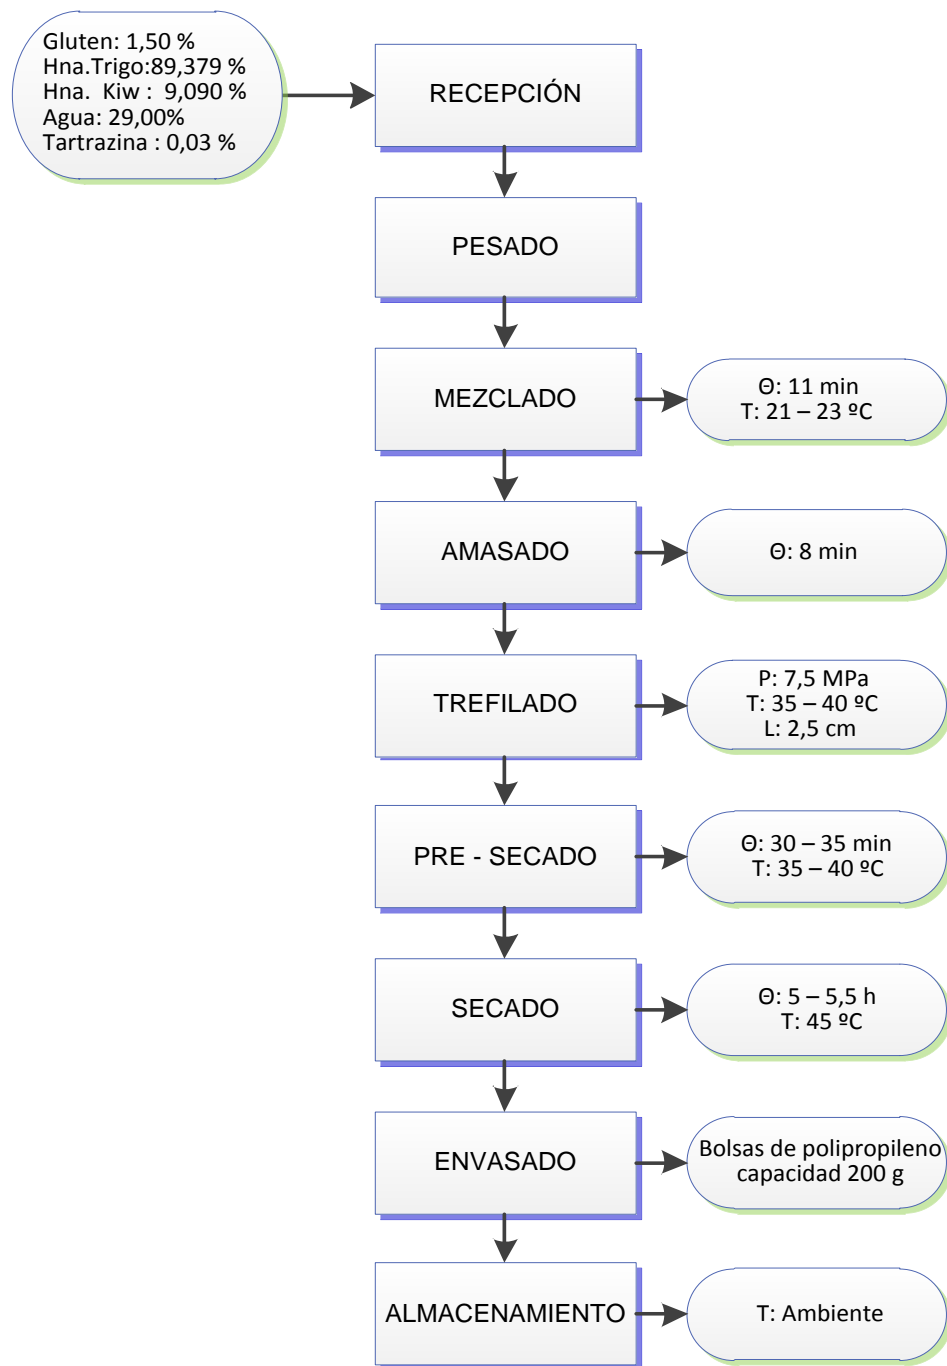 Gluten: 1,50 %
Hna.Trigo:89,379 %
Hna. Kiw : 9,090 %
Agua: 29,00%
Tartrazina : 0,03 %
RECEPCIÓN
PESADO
MEZCLADO
Θ: 11 min
T: 21 – 23 ºC
AMASADO
Θ: 8 min
TREFILADO
P: 7,5 MPa
T: 35 – 40 ºC
L: 2,5 cm
PRE - SECADO
Θ: 30 – 35 min
T: 35 – 40 ºC
SECADO
Θ: 5 – 5,5 h
T: 45 ºC
ENVASADO
Bolsas de polipropileno
capacidad 200 g
ALMACENAMIENTO
T: Ambiente